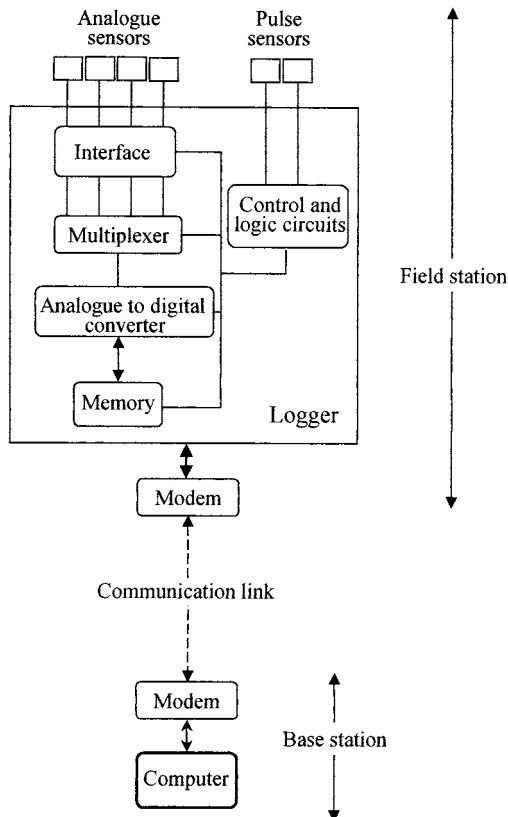 Analogue
sensors
Pulse
sensors
Interface
Multiplexer
Control and
logic circuits
Analogue to digital
converter
Memory
Logger
Field station
Modem
Communication link
Modem
Base station
Computer